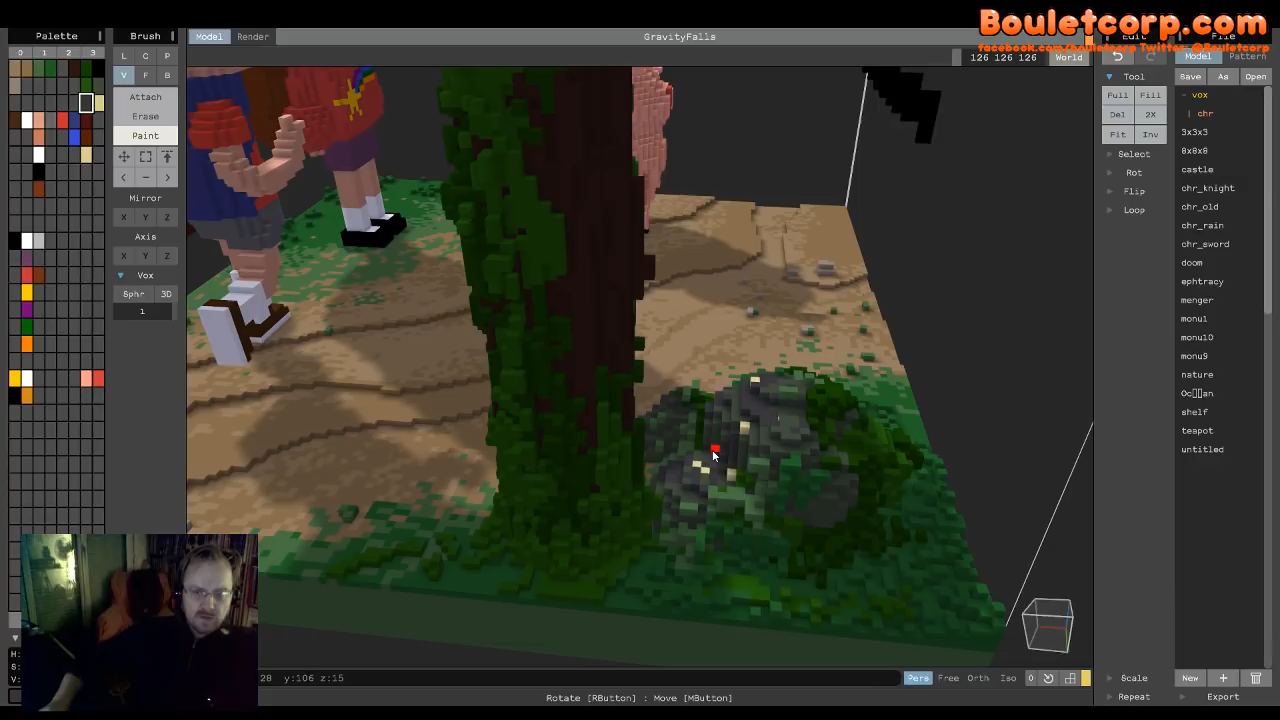 Bouletcorp.com
facebook.com/bouletcorp Twitter @Bouletcorp
Palette
Brush
Model
Render
GravityFalls
Edit
File
0 1 2 3
L C P
V F B
Attach
Erase
Paint
Mirror
X Y Z
Axis
X Y Z
Vox
Sphr 3D
1
126 126 126
World
Tool
Full Fill
Del 2X
Fit Inv
Select
Rot
Flip
Loop
Model Pattern
Save As Open
- vox
| chr
3x3x3
8x8x8
castle
chr_knight
chr_old
chr_rain
chr_sword
doom
ephtracy
menger
monu1
monu10
monu9
nature
shelf
teapot
untitled
H:
S:
V:
28 y:106 z:15
Pers Free Orth Iso 0
Scale
Repeat
New + 
Export
Rotate [RButton] : Move [MButton]